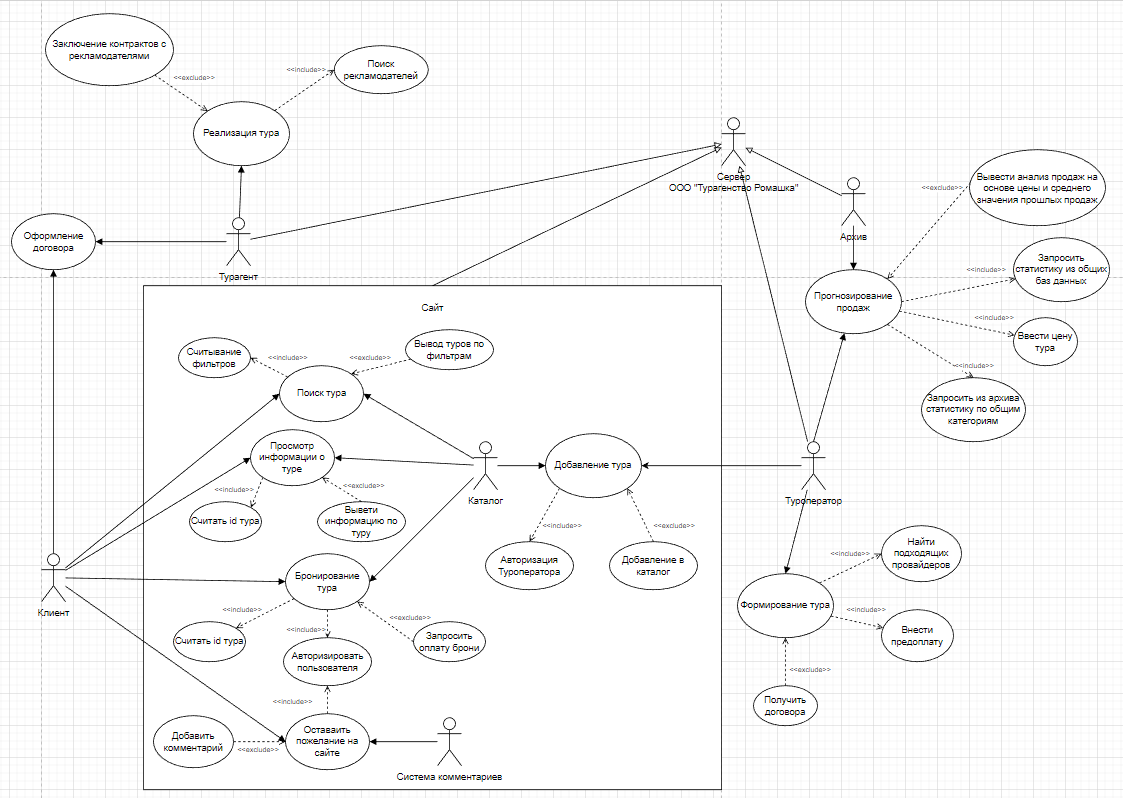 Заключение контрактов с
рекламодателями
<<exclude>>
<<include>>
Поиск
рекламодателей
Реализация тура
Сервер
ООО "Турагенство Ромашка"
Вывести анализ продаж на
основе цены и среднего
значения прошлых продаж
<<exclude>>
Архив
Оформление
договора
Турагент
Запросить
статистику из общих
баз данных
<<include>>
Прогнозирование
продаж
<<include>>
Ввести цену
тура
<<include>>
Запросить из архива
статистику по общим
категориям
Сайт
Считывание
фильтров
<<include>>
<<exclude>>
Вывод туров по
фильтрам
Поиск тура
Просмотр
информации о
туре
<<include>>
<<exclude>>
Считать id тура
Вывети
информацию по
туру
Каталог
Добавление тура
Туроператор
<<include>>
<<exclude>>
Авторизация
Туроператора
Добавление в
каталог
Найти
подходящих
провайдеров
<<include>>
Клиент
Бронирование
тура
<<include>>
<<include>>
<<exclude>>
Считать id тура
Авторизировать
пользователя
Запросить
оплату брони
Формирование тура
<<include>>
Внести
предоплату
<<exclude>>
Получить
договора
<<include>>
Добавить
комментарий
<<exclude>>
Оставаить
пожелание на
сайте
Система комментариев